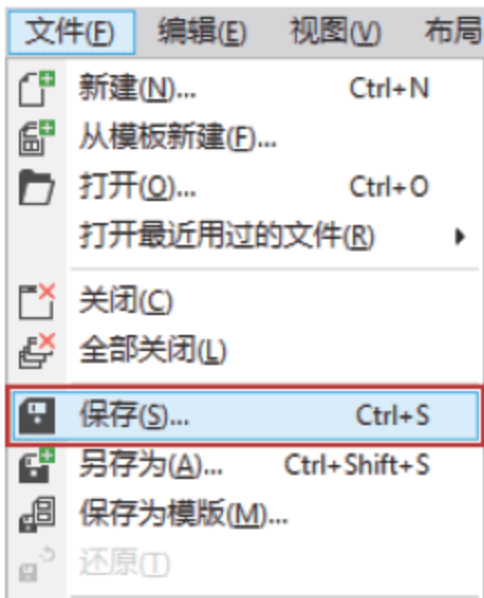 文件(F) 编辑(E) 视图(V) 布局
新建(N)... Ctrl+N
从模板新建(F)...
打开(O)... Ctrl+O
打开最近用过的文件(R)
关闭(C)
全部关闭(L)
保存(S)... Ctrl+S
另存为(A)... Ctrl+Shift+S
保存为模版(M)...
还原(T)